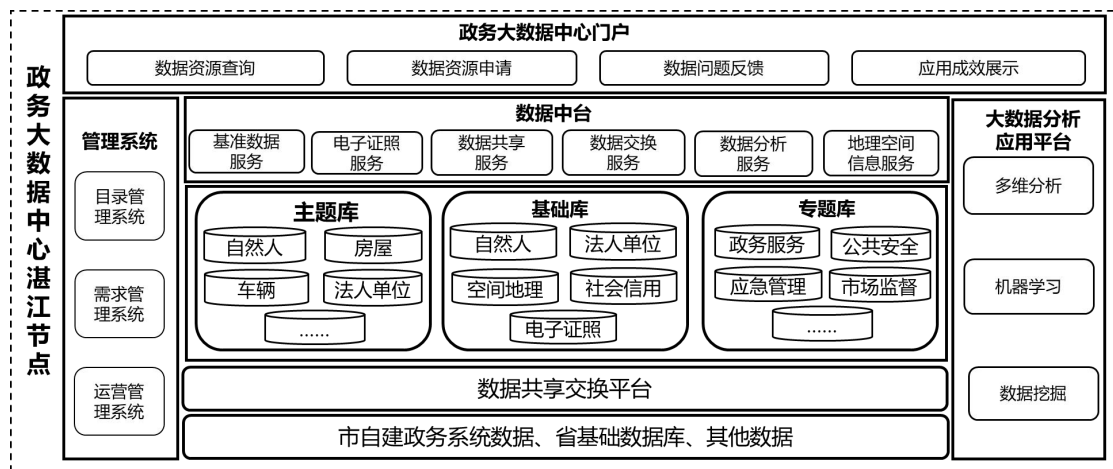 政务大数据中心湛江节点
政务大数据中心门户
数据资源查询
数据资源申请
数据问题反馈
应用成效展示
管理系统
目录管
理系统
需求管
理系统
运营管
理系统
数据中台
基准数据
服务
电子证照
服务
数据共享
服务
数据交换
服务
数据分析
服务
地理空间
信息服务
主题库
自然人
房屋
车辆
法人单位
……
基础库
自然人
法人单位
空间地理
社会信用
电子证照
专题库
政务服务
公共安全
应急管理
市场监督
……
数据共享交换平台
市自建政务系统数据、省基础数据库、其他数据
大数据分析
应用平台
多维分析
机器学习
数据挖掘